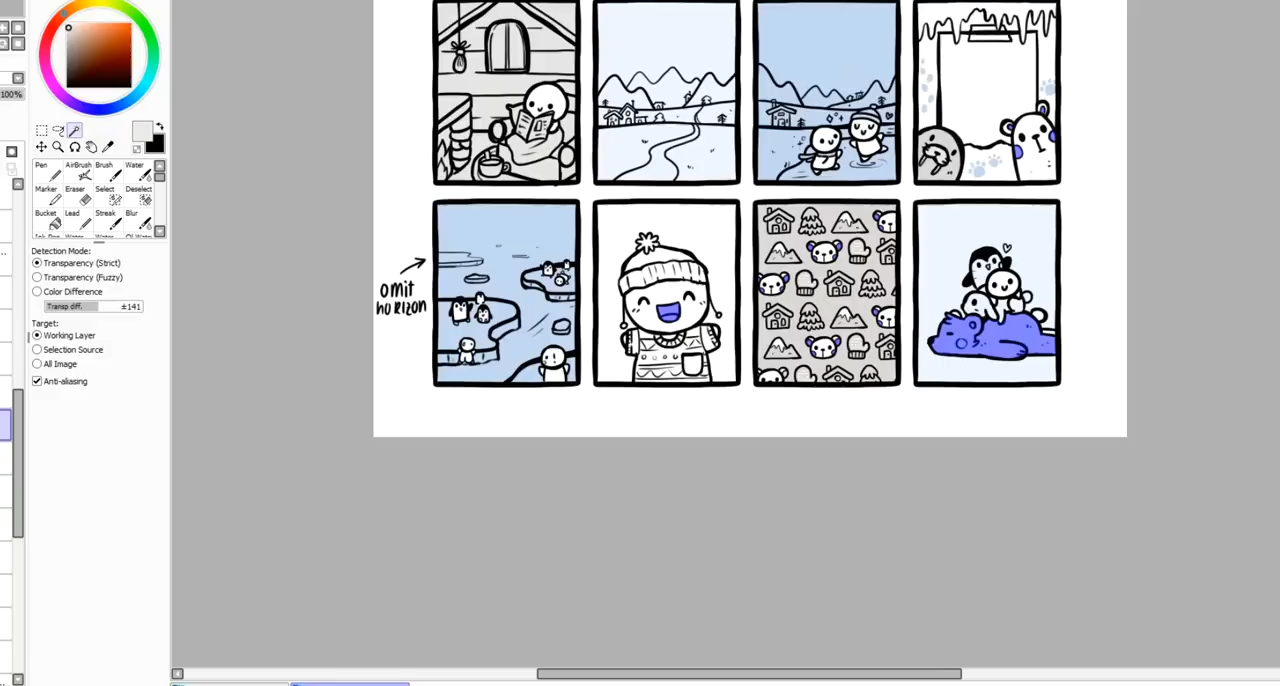 100%
Pen AirBrush Brush Water
Marker Eraser Select Deselect
Bucket Lead Streak Blur
Detection Mode:
Transparency (Strict)
Transparency (Fuzzy)
Color Difference
Transp diff. ±141
Target:
Working Layer
Selection Source
All Image
Anti-aliasing
omit
horizon